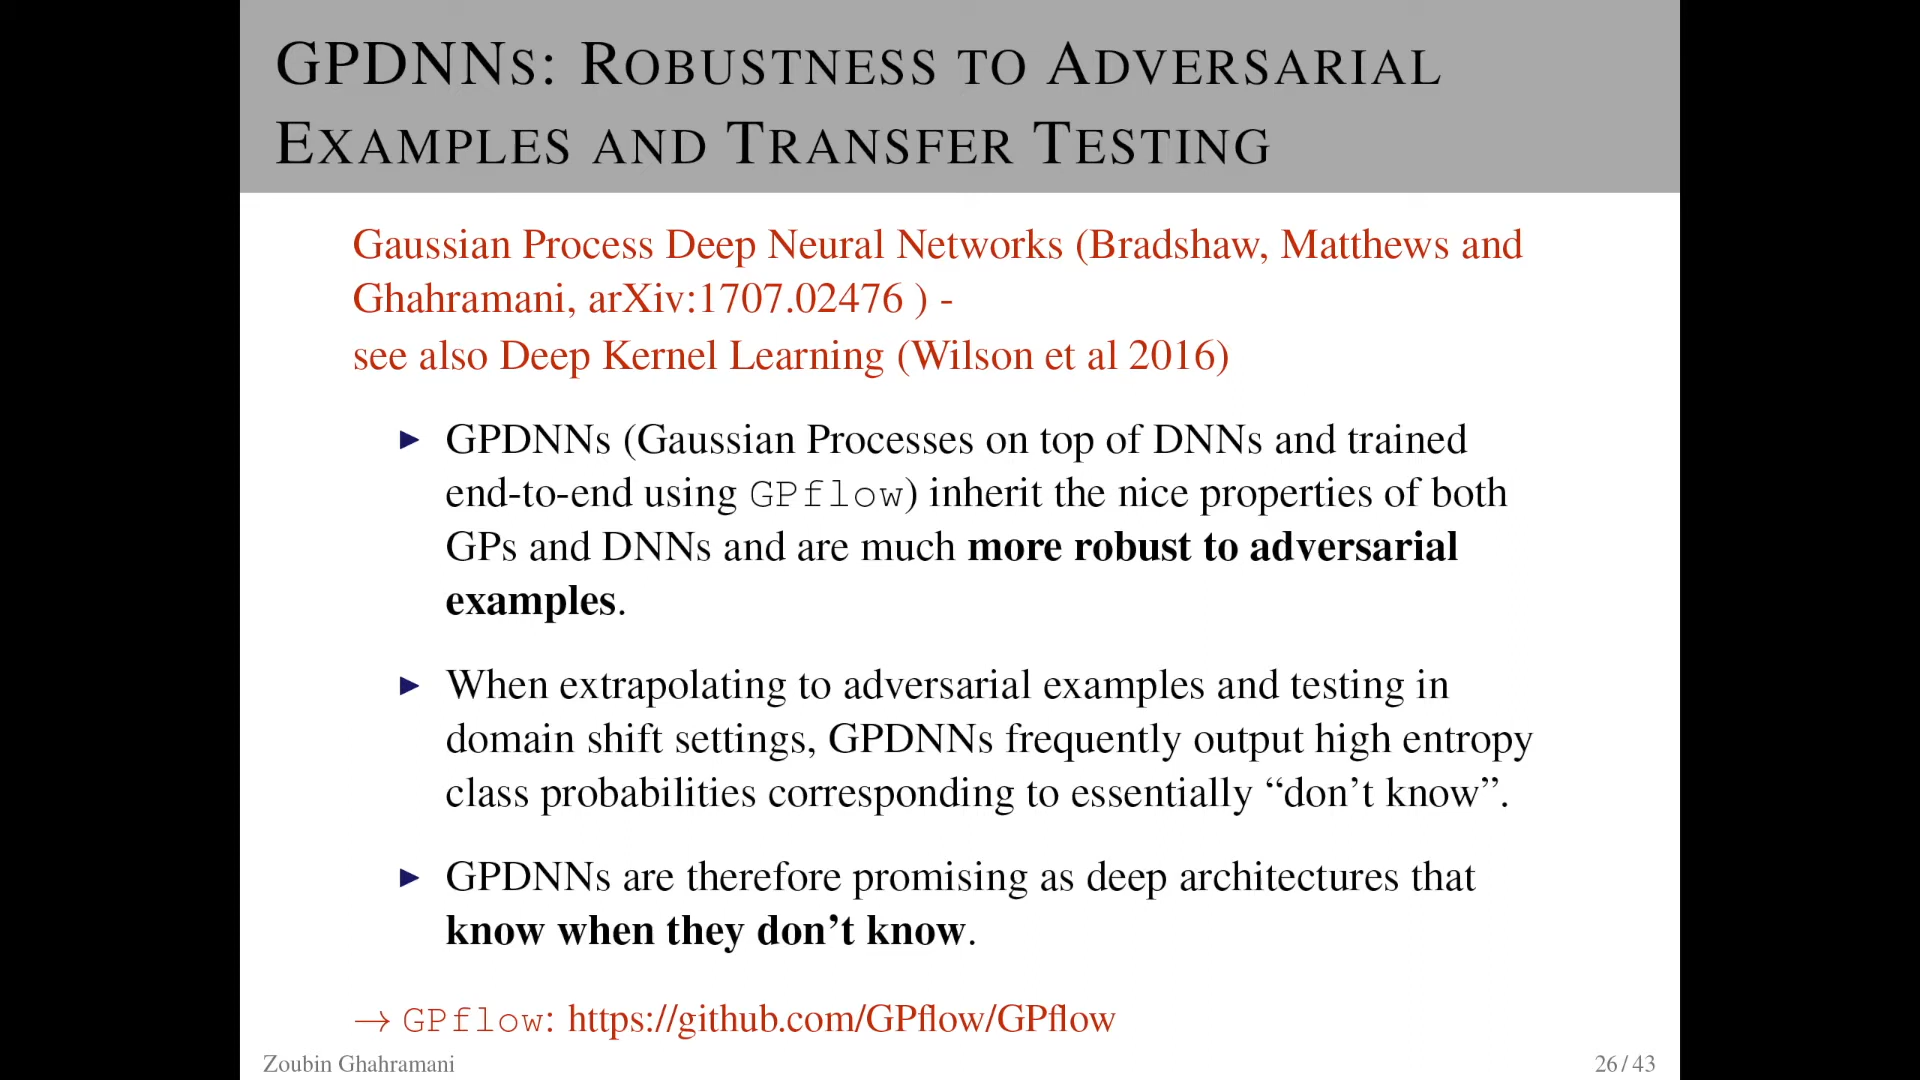 GPDNNS: ROBUSTNESS TO ADVERSARIAL
EXAMPLES AND TRANSFER TESTING
Gaussian Process Deep Neural Networks (Bradshaw, Matthews and
Ghahramani, arXiv:1707.02476 ) -
see also Deep Kernel Learning (Wilson et al 2016)
▶ GPDNNs (Gaussian Processes on top of DNNs and trained
end-to-end using GPflow) inherit the nice properties of both
GPs and DNNs and are much more robust to adversarial
examples.
▶ When extrapolating to adversarial examples and testing in
domain shift settings, GPDNNs frequently output high entropy
class probabilities corresponding to essentially “don’t know”.
▶ GPDNNs are therefore promising as deep architectures that
know when they don’t know.
→ GPflow: https://github.com/GPflow/GPflow
Zoubin Ghahramani
26 / 43